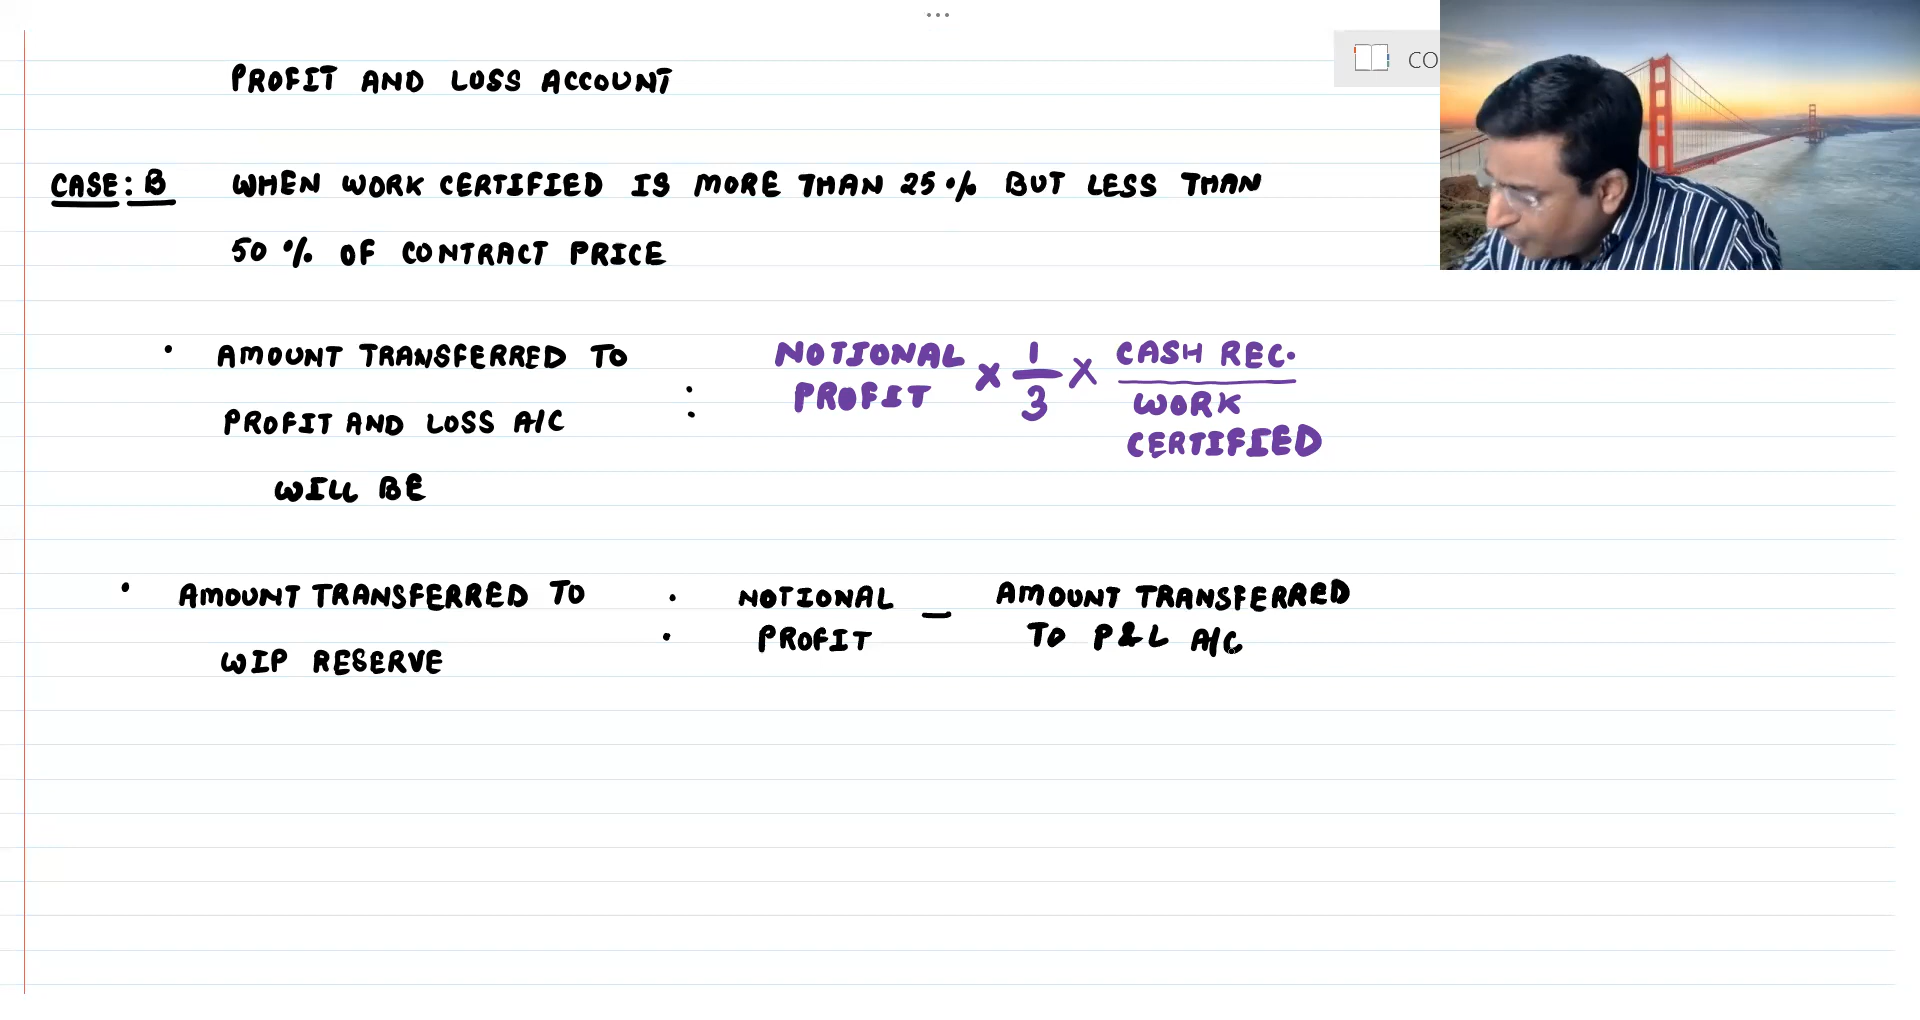 ...
CO
PROFIT AND LOSS ACCOUNT
CASE: B WHEN WORK CERTIFIED IS MORE THAN 25% BUT LESS THAN
50% OF CONTRACT PRICE
• AMOUNT TRANSFERRED TO
PROFIT AND LOSS A/C
WILL BE
: NOTIONAL PROFIT × 1/3 × CASH REC. / WORK CERTIFIED
• AMOUNT TRANSFERRED TO
WIP RESERVE
: NOTIONAL PROFIT – AMOUNT TRANSFERRED TO P&L A/C